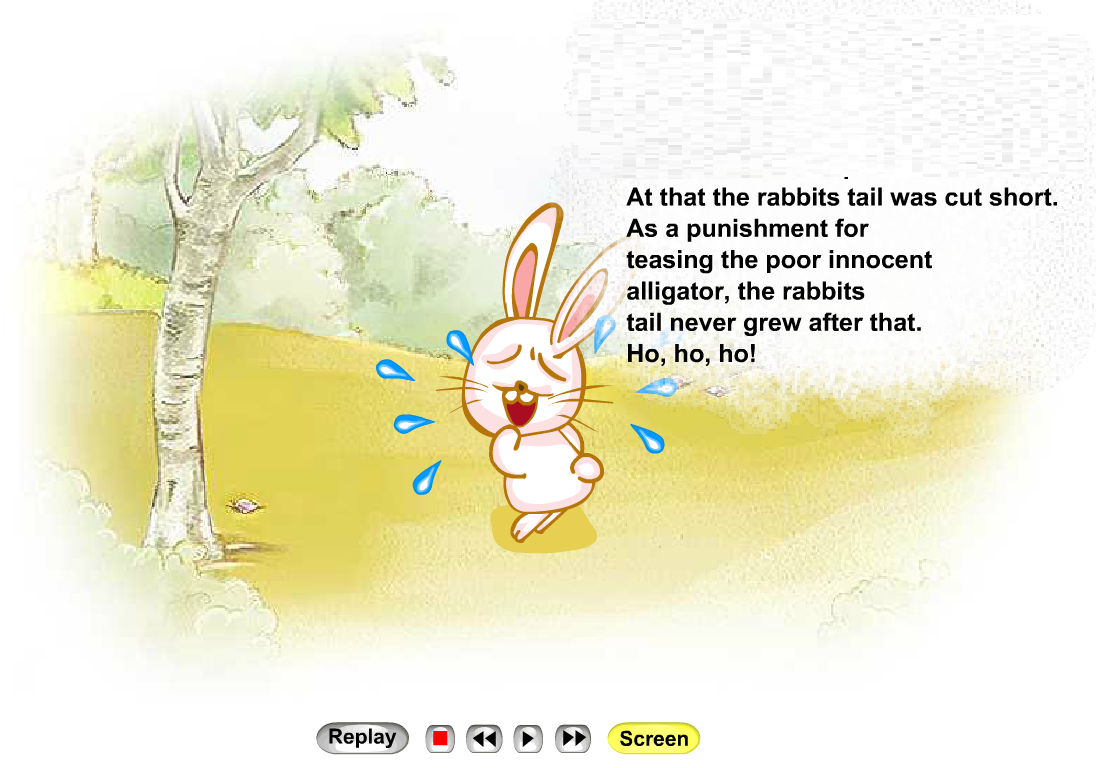 At that the rabbits tail was cut short.
As a punishment for
teasing the poor innocent
alligator, the rabbits
tail never grew after that.
Ho, ho, ho!
Replay
Screen